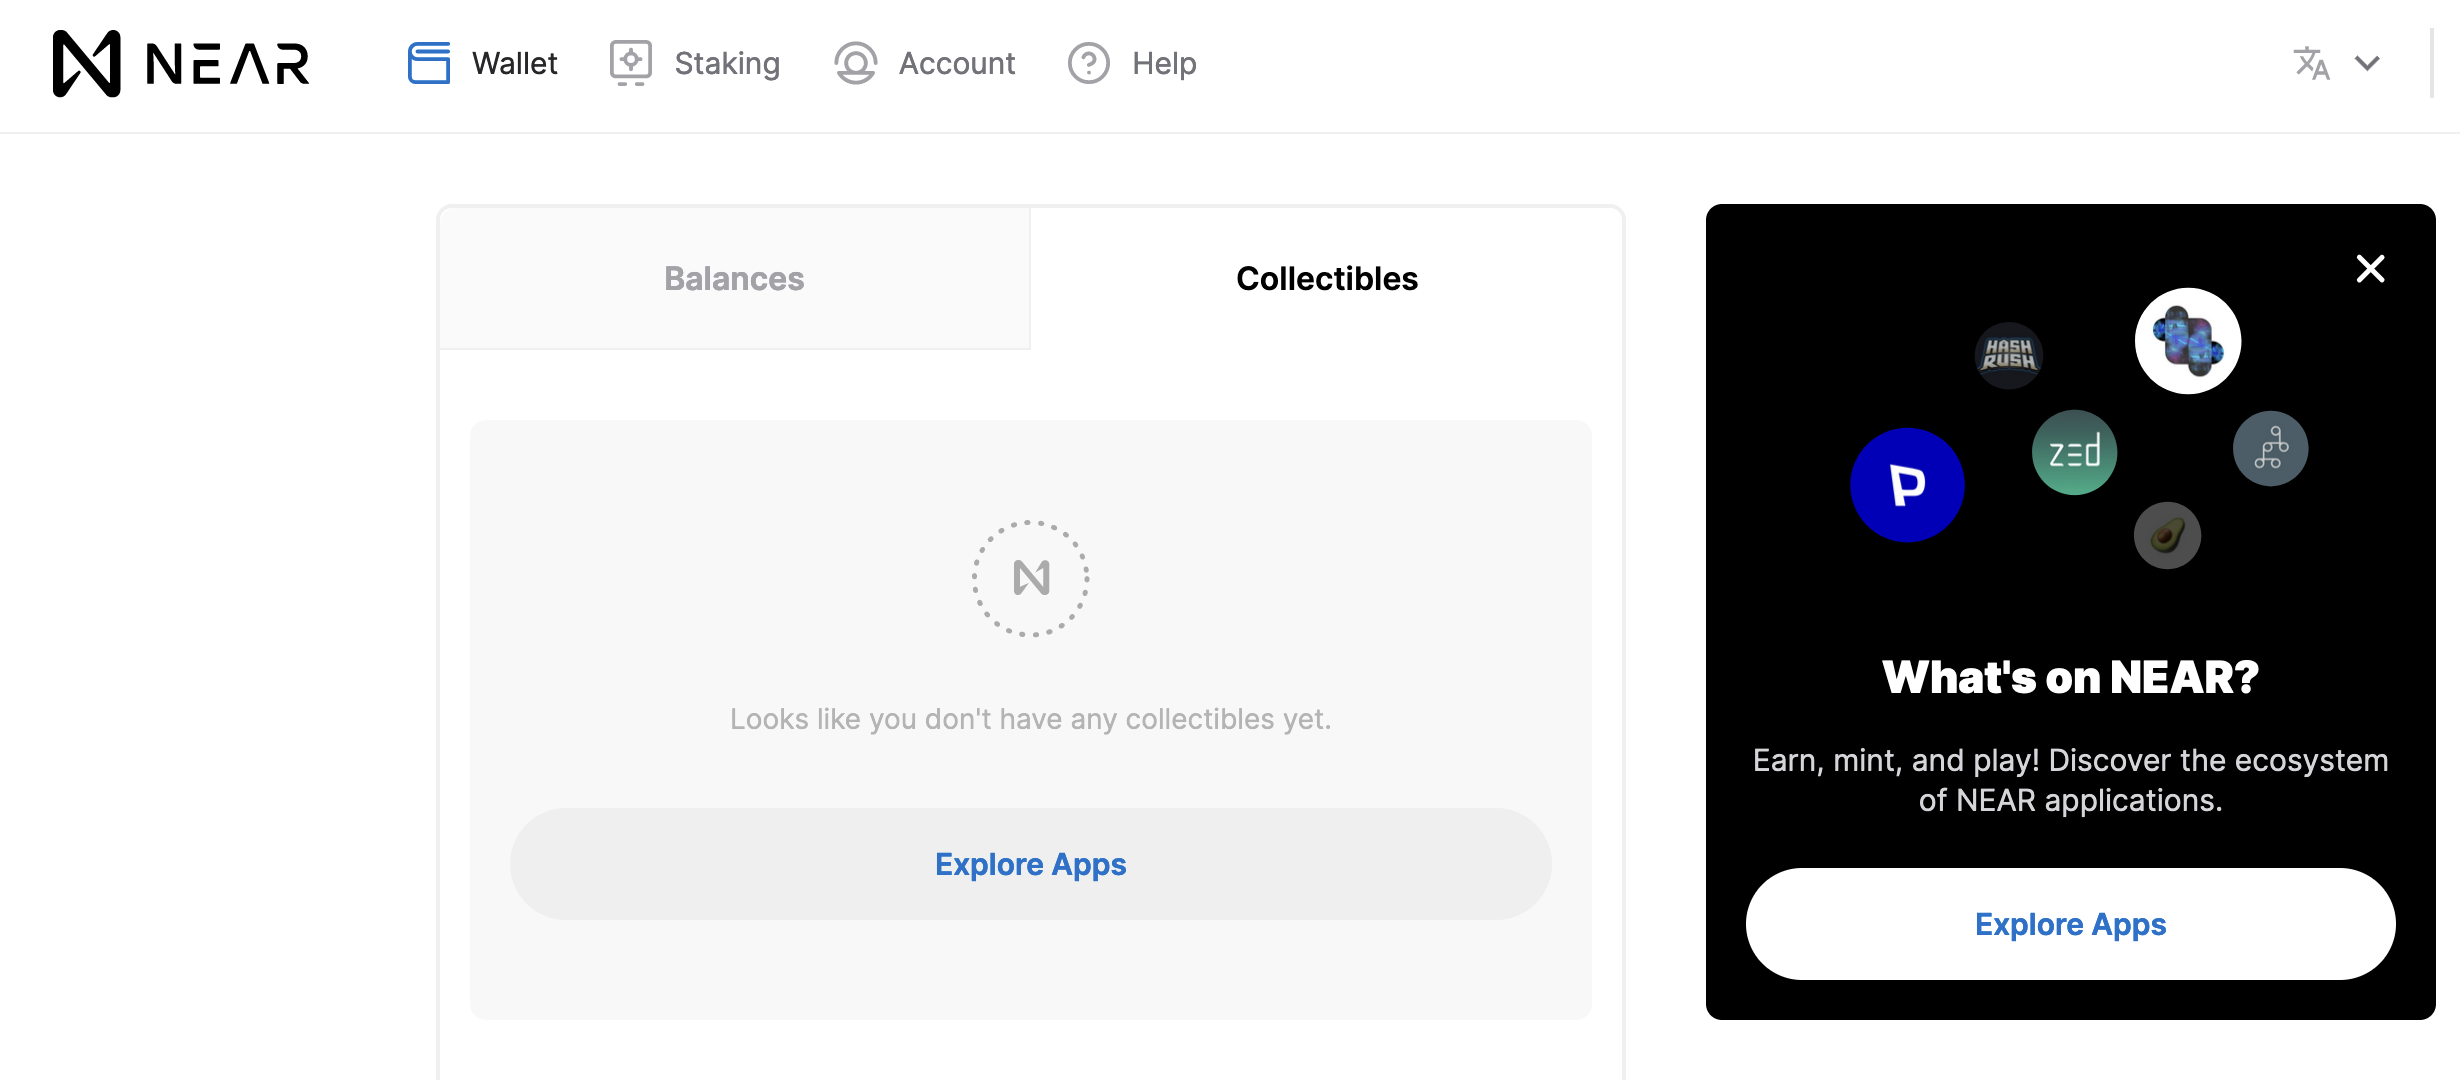 NEAR
Wallet
Staking
Account
Help
Balances
Collectibles
Looks like you don't have any collectibles yet.
Explore Apps
HASH
RUSH
zed
P
What's on NEAR?
Earn, mint, and play! Discover the ecosystem
of NEAR applications.
Explore Apps